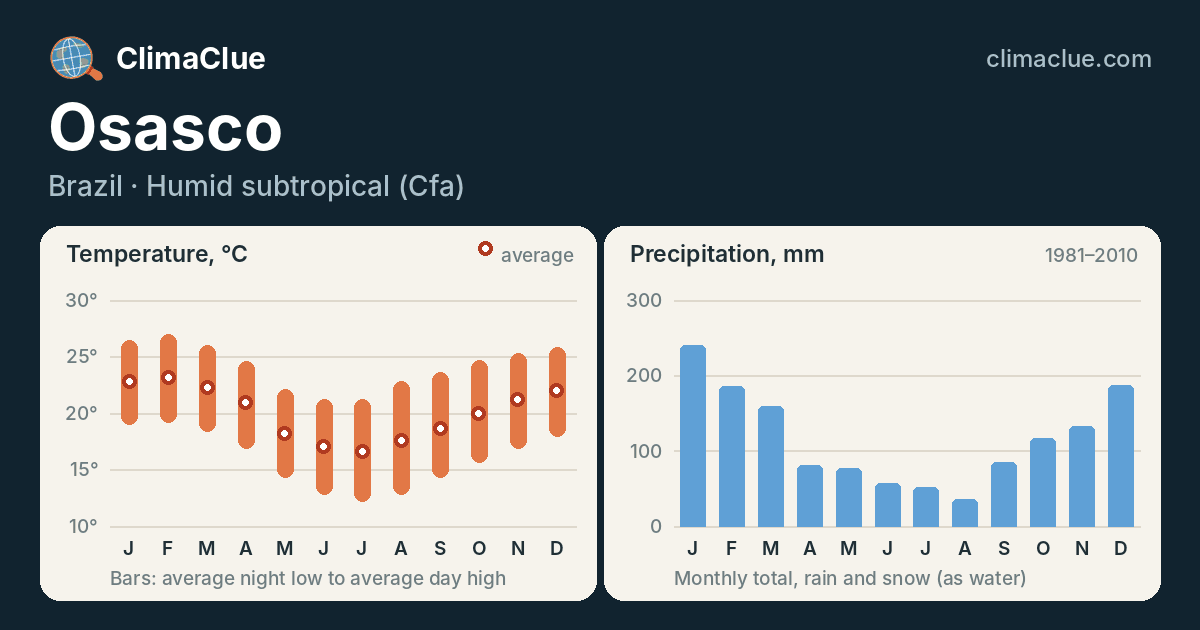 ClimaClue
climaclue.com
Osasco
Brazil · Humid subtropical (Cfa)
Temperature, °C
average
30°
25°
20°
15°
10°
J F M A M J J A S O N D
Bars: average night low to average day high
Precipitation, mm
1981–2010
300
200
100
0
J F M A M J J A S O N D
Monthly total, rain and snow (as water)